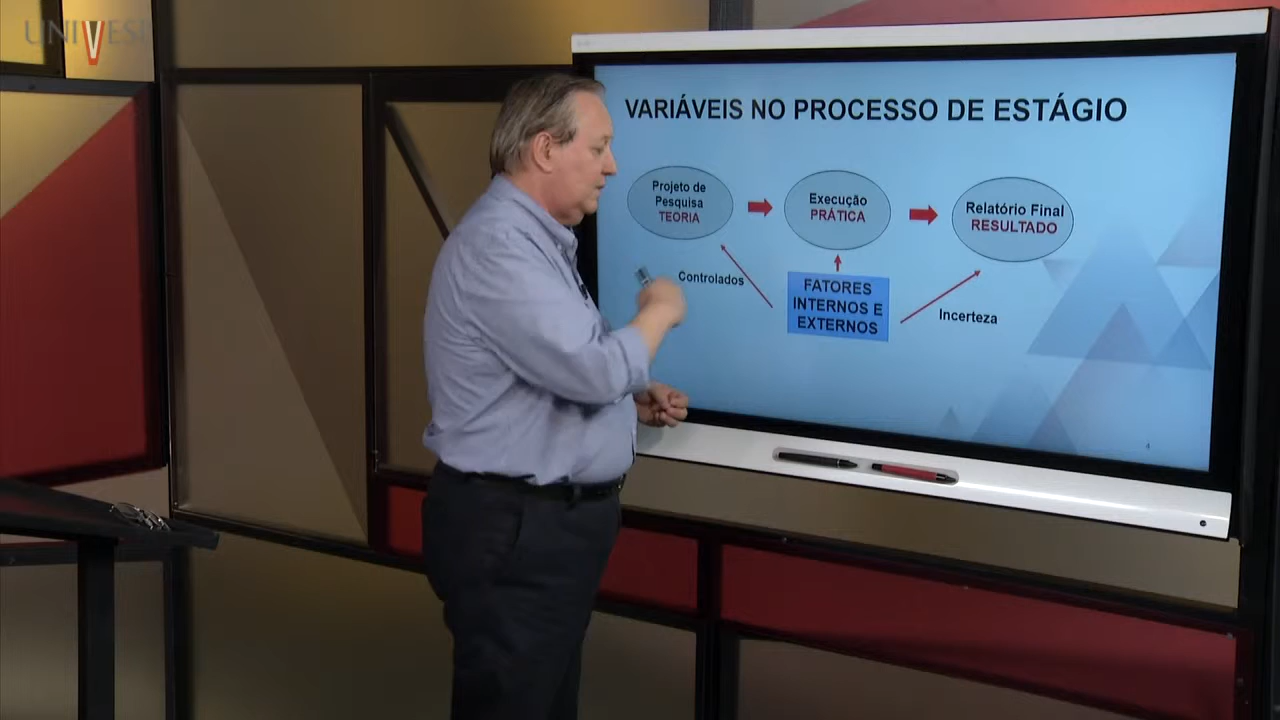 UNIVESP
VARIÁVEIS NO PROCESSO DE ESTÁGIO
Projeto de
Pesquisa
TEORIA
Execução
PRÁTICA
Relatório Final
RESULTADO
Controlados
FATORES
INTERNOS E
EXTERNOS
Incerteza
4